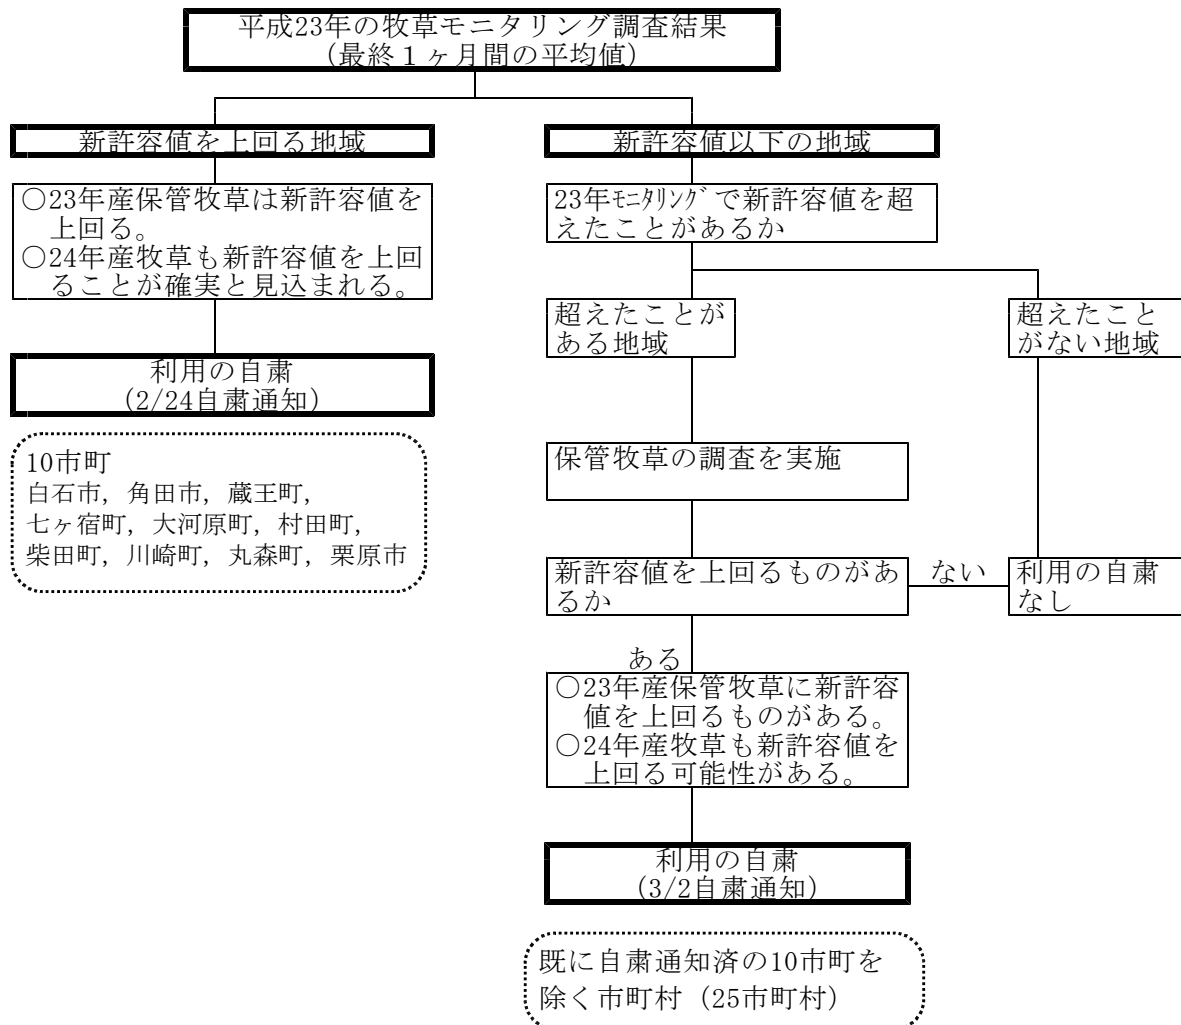 平成23年の牧草モニタリング調査結果
（最終１ヶ月間の平均値）
新許容値を上回る地域
○23年産保管牧草は新許容値を
上回る。
○24年産牧草も新許容値を上回
ることが確実と見込まれる。
利用の自粛
（2/24自粛通知）
10市町
白石市，角田市，蔵王町，
七ヶ宿町，大河原町，村田町，
柴田町，川崎町，丸森町，栗原市
新許容値以下の地域
23年ﾓﾆﾀﾘﾝｸﾞで新許容値を超
えたことがあるか
超えたことが
ある地域
超えたこと
がない地域
保管牧草の調査を実施
新許容値を上回るものがあ
るか
ない
利用の自粛
なし
ある
○23年産保管牧草に新許容
値を上回るものがある。
○24年産牧草も新許容値を
上回る可能性がある。
利用の自粛
（3/2自粛通知）
既に自粛通知済の10市町を
除く市町村（25市町村）